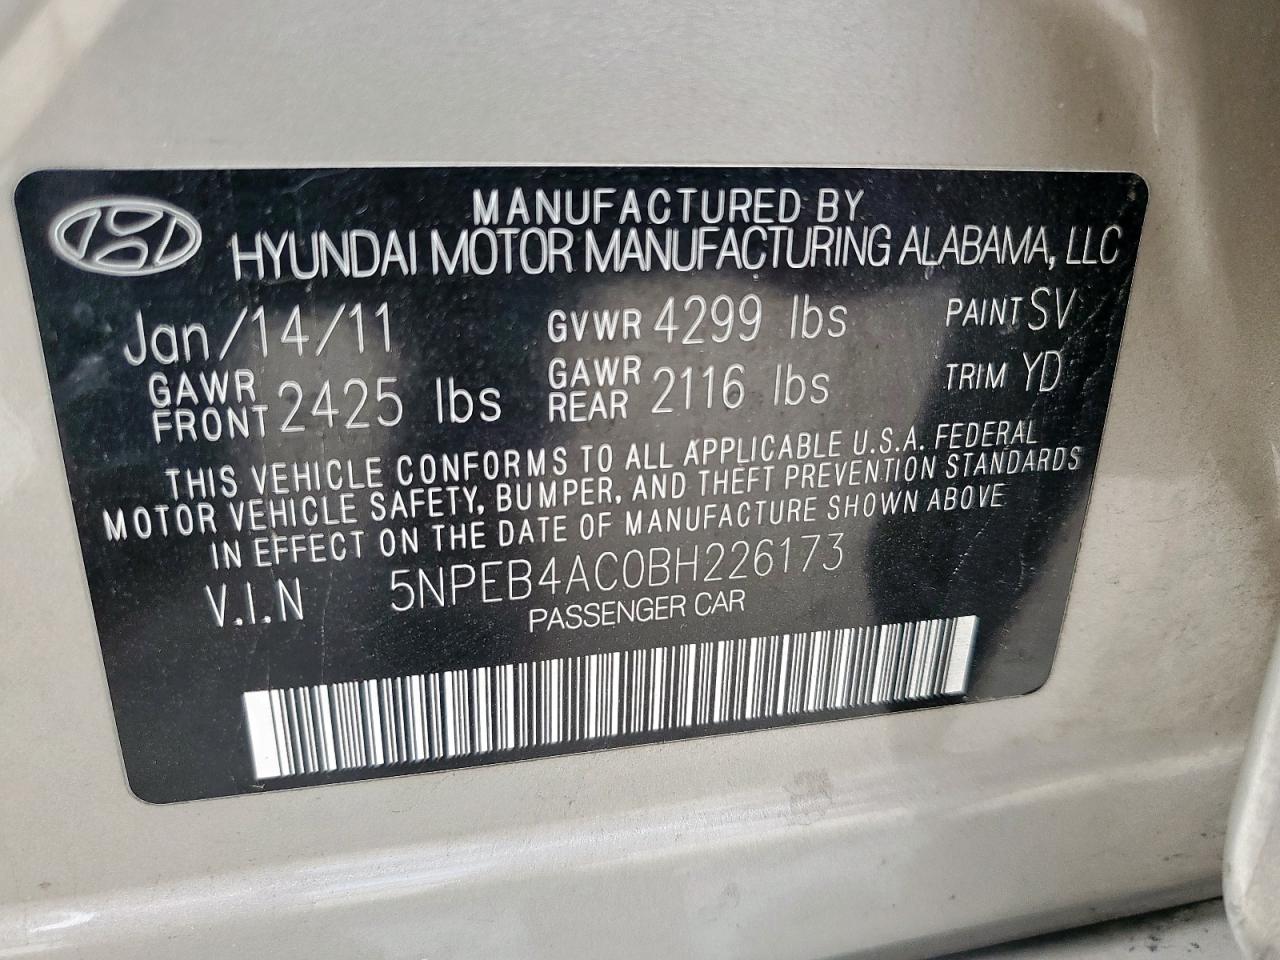 MANUFACTURED BY
HYUNDAI MOTOR MANUFACTURING ALABAMA, LLC
Jan/14/11 GVWR 4299 lbs PAINT SV
GAWR FRONT 2425 lbs GAWR REAR 2116 lbs TRIM YD
THIS VEHICLE CONFORMS TO ALL APPLICABLE U.S.A. FEDERAL
MOTOR VEHICLE SAFETY, BUMPER, AND THEFT PREVENTION STANDARDS
IN EFFECT ON THE DATE OF MANUFACTURE SHOWN ABOVE
V.I.N 5NPEB4AC0BH226173
PASSENGER CAR